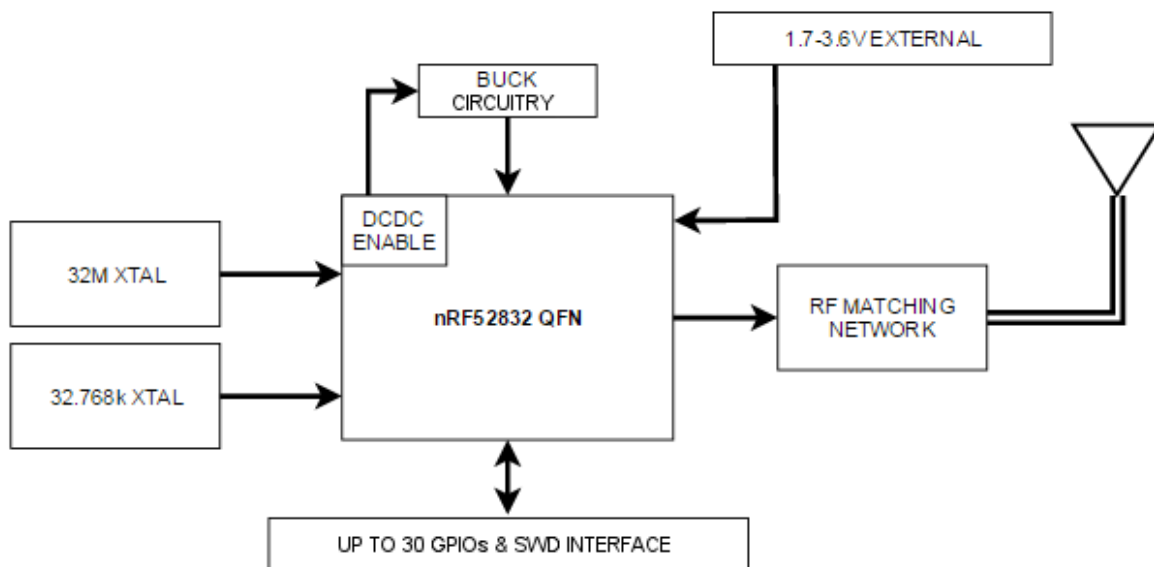 1.7-3.6V EXTERNAL
BUCK
CIRCUITRY
DCDC
ENABLE
32M XTAL
nRF52832 QFN
RF MATCHING
NETWORK
32.768k XTAL
UP TO 30 GPIOs & SWD INTERFACE